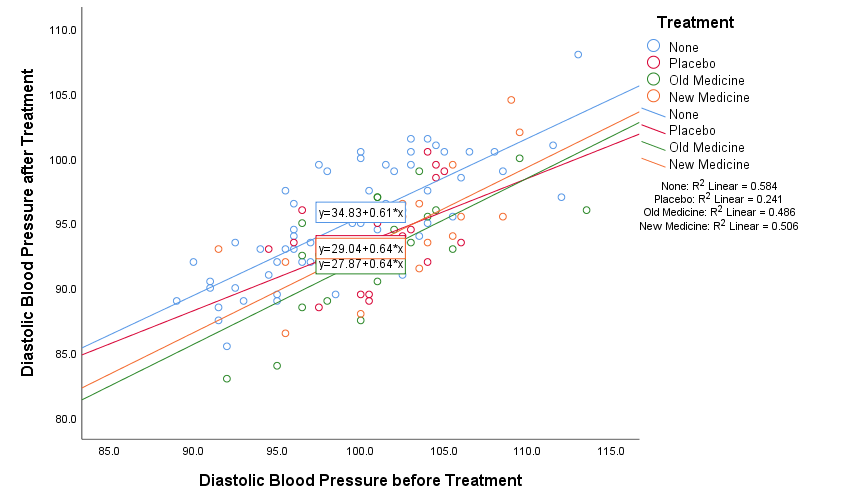 Treatment
None
Placebo
Old Medicine
New Medicine
None
Placebo
Old Medicine
New Medicine
None: R2 Linear = 0.584
Placebo: R2 Linear = 0.241
Old Medicine: R2 Linear = 0.486
New Medicine: R2 Linear = 0.506
Diastolic Blood Pressure after Treatment
110.0
105.0
100.0
95.0
90.0
85.0
80.0
y=34.83+0.61*x
y=29.04+0.64*x
y=27.87+0.64*x
85.0 90.0 95.0 100.0 105.0 110.0 115.0
Diastolic Blood Pressure before Treatment